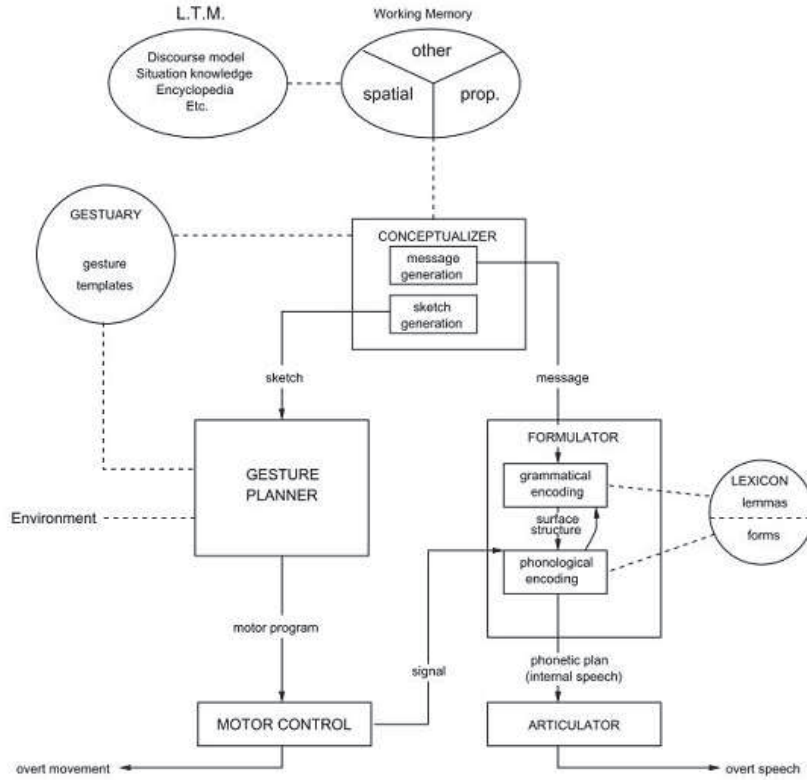 L.T.M.
Working Memory
Discourse model
Situation knowledge
Encyclopedia
Etc.
other
spatial
prop.
GESTUARY
gesture
templates
CONCEPTUALIZER
message
generation
sketch
generation
sketch
message
GESTURE
PLANNER
Environment
FORMULATOR
grammatical
encoding
surface
structure
phonological
encoding
LEXICON
lemmas
forms
motor program
signal
phonetic plan
(internal speech)
MOTOR CONTROL
ARTICULATOR
overt movement
overt speech